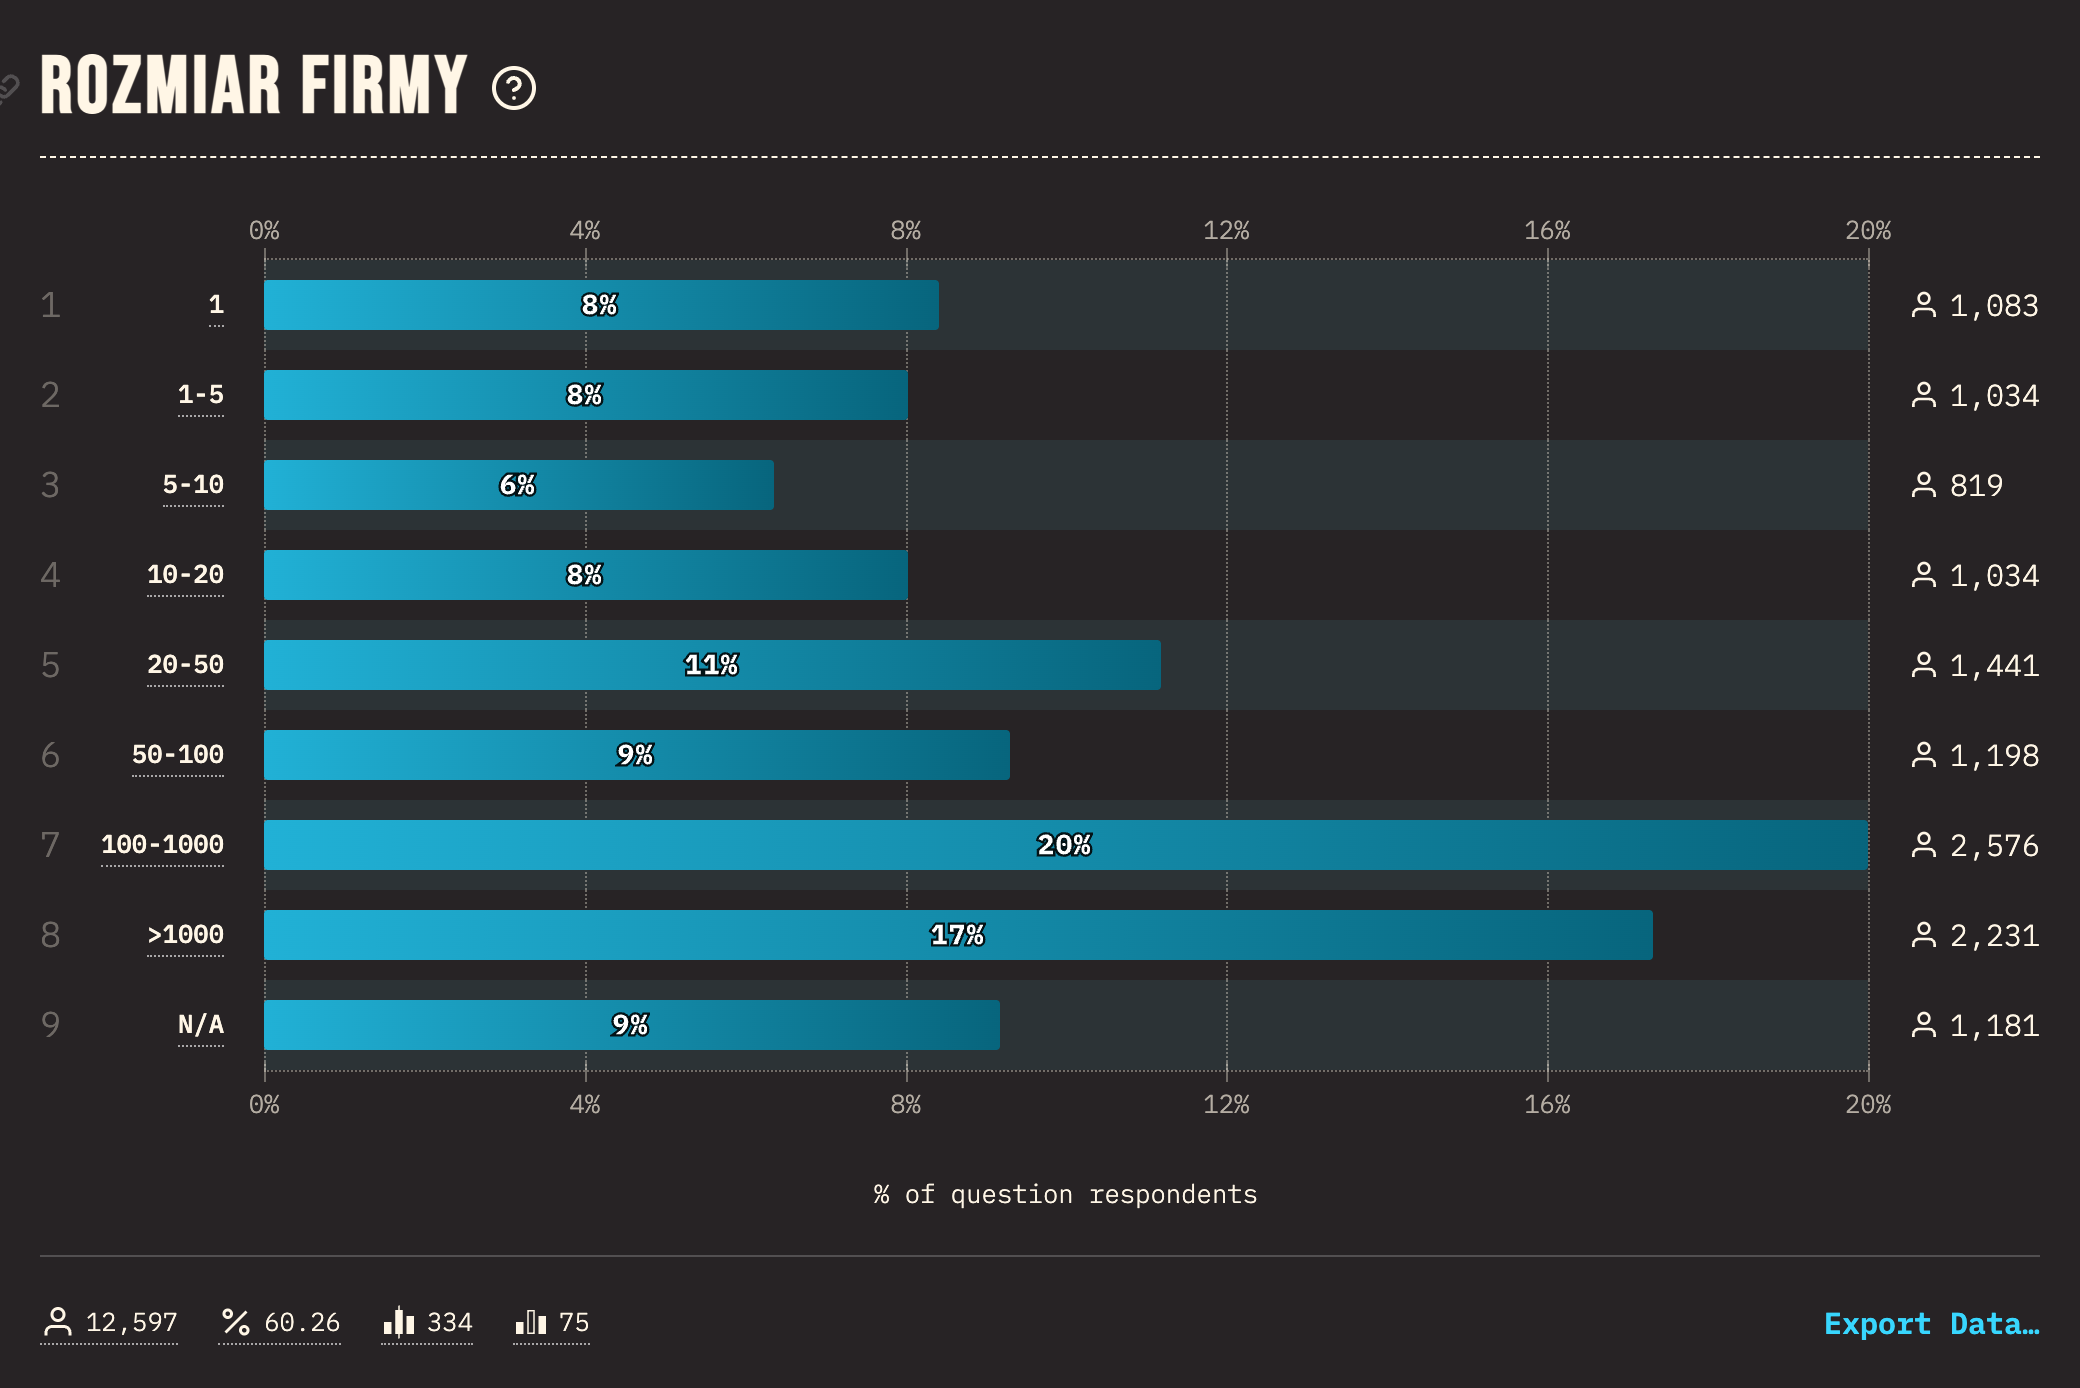 ROZMIAR FIRMY
0% 4% 8% 12% 16% 20%
1 1 8% 1,083
2 1-5 8% 1,034
3 5-10 6% 819
4 10-20 8% 1,034
5 20-50 11% 1,441
6 50-100 9% 1,198
7 100-1000 20% 2,576
8 >1000 17% 2,231
9 N/A 9% 1,181
0% 4% 8% 12% 16% 20%
% of question respondents
12,597 % 60.26 334 75 Export Data…